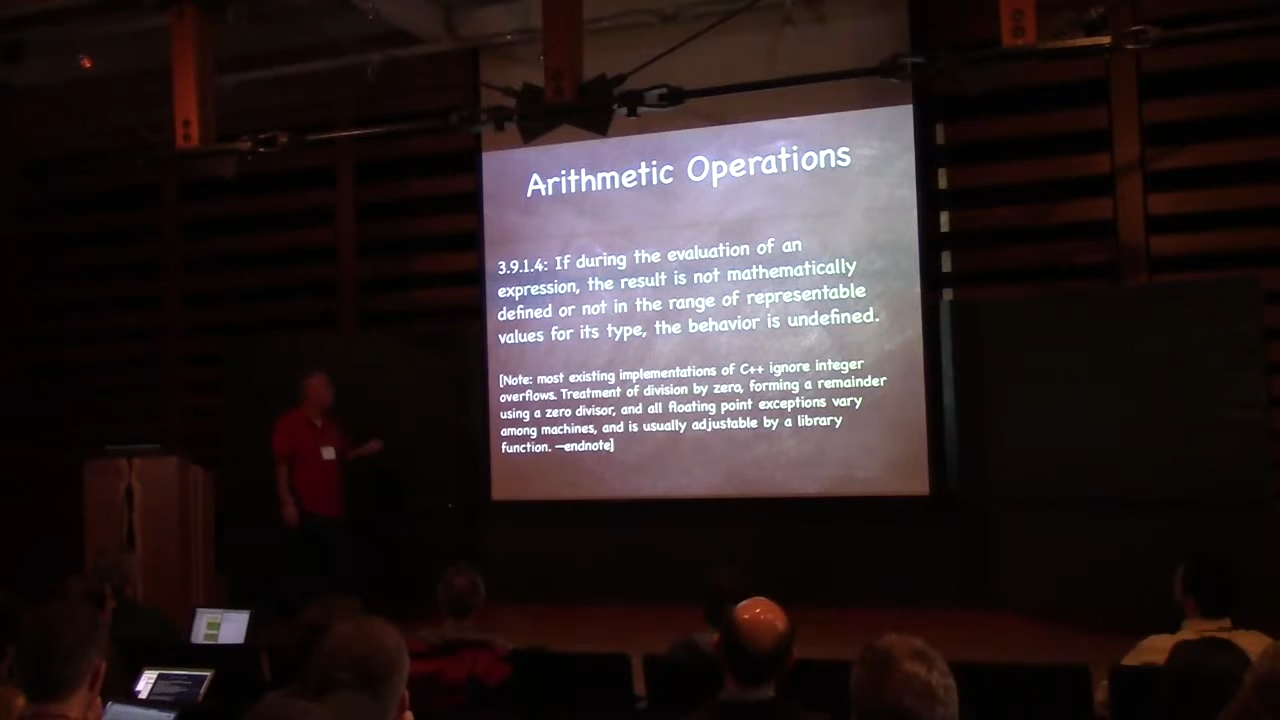 Arithmetic Operations
3.9.1.4: If during the evaluation of an
expression, the result is not mathematically
defined or not in the range of representable
values for its type, the behavior is undefined.
[Note: most existing implementations of C++ ignore integer
overflows. Treatment of division by zero, forming a remainder
using a zero divisor, and all floating point exceptions vary
among machines, and is usually adjustable by a library
function. —endnote]